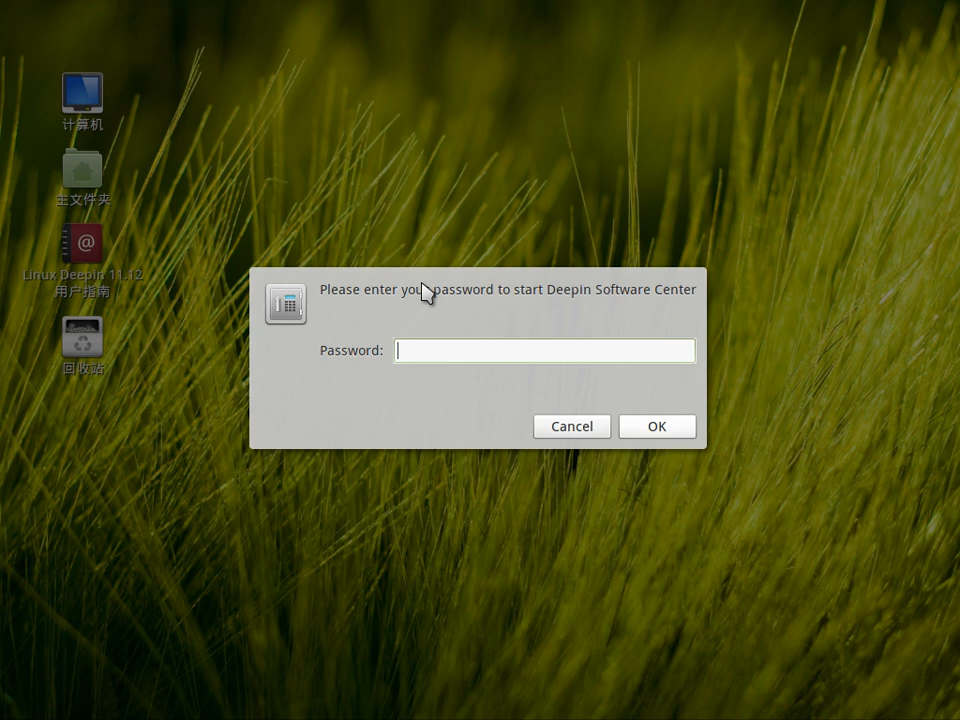 计算机
主文件夹
@
Linux Deepin 11.12
用户指南
回收站
Please enter your password to start Deepin Software Center
Password:
Cancel
OK